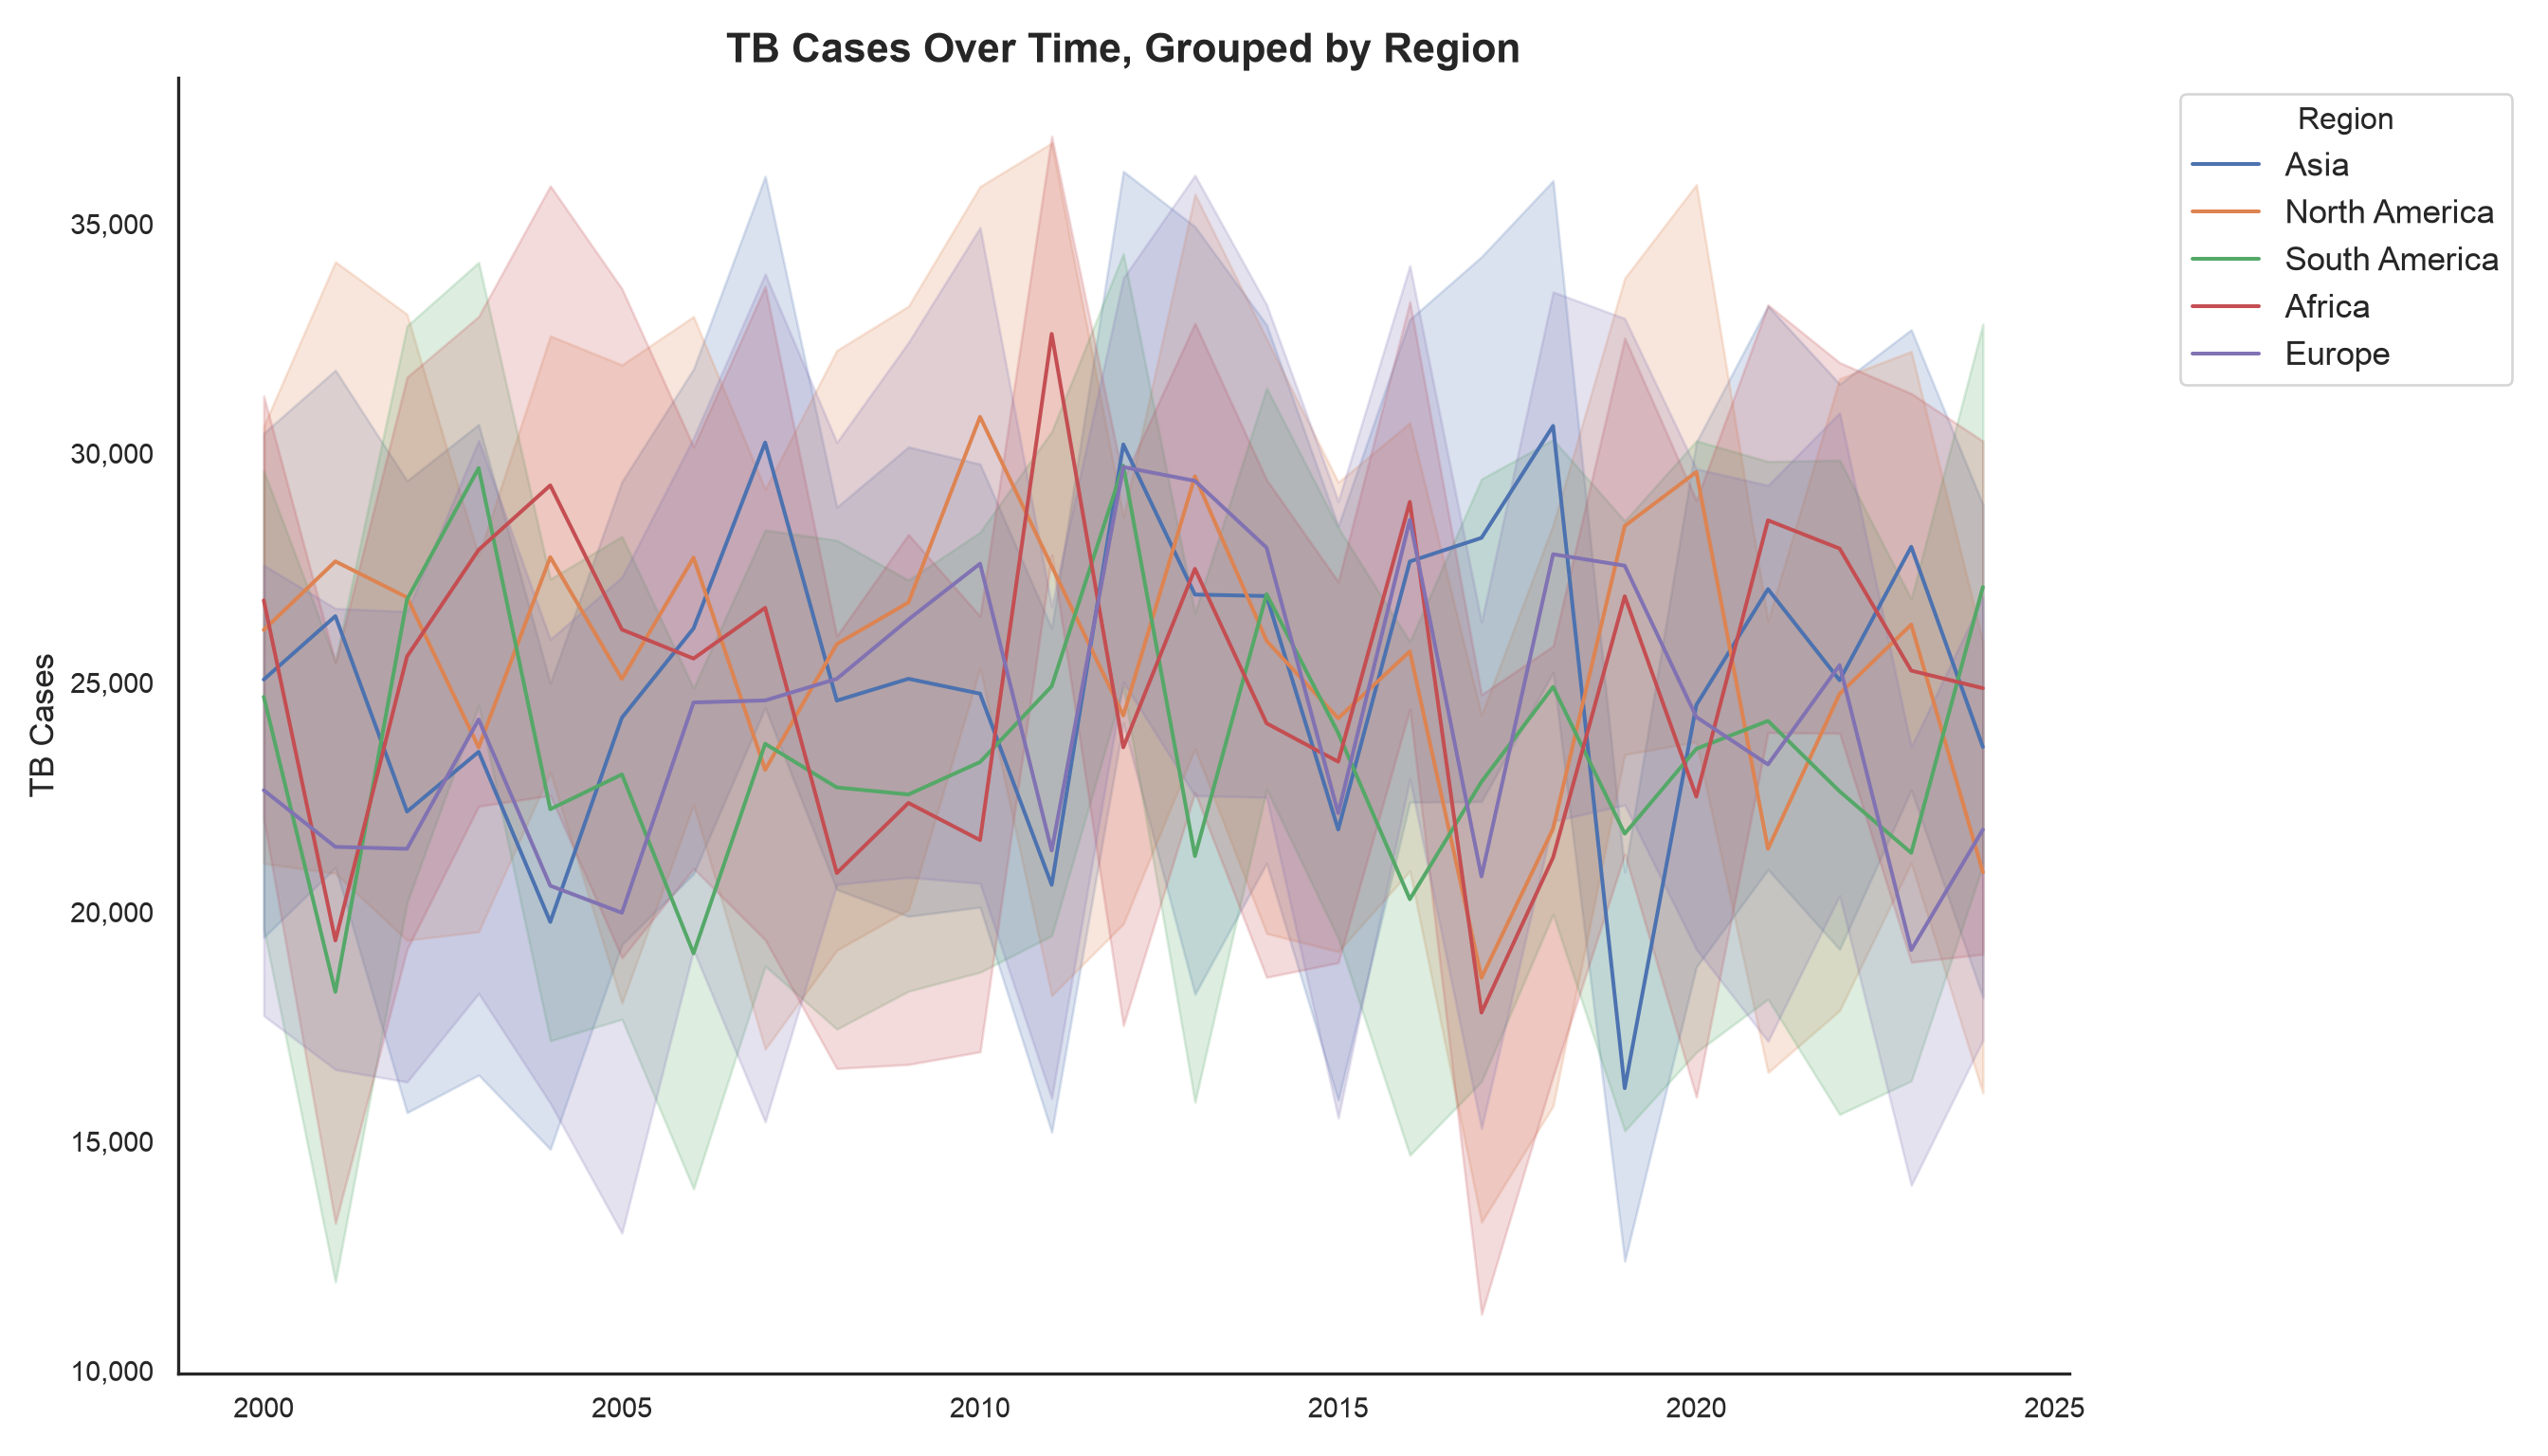 TB Cases Over Time, Grouped by Region
Region
Asia
North America
South America
Africa
Europe
TB Cases
35,000
30,000
25,000
20,000
15,000
10,000
2000
2005
2010
2015
2020
2025